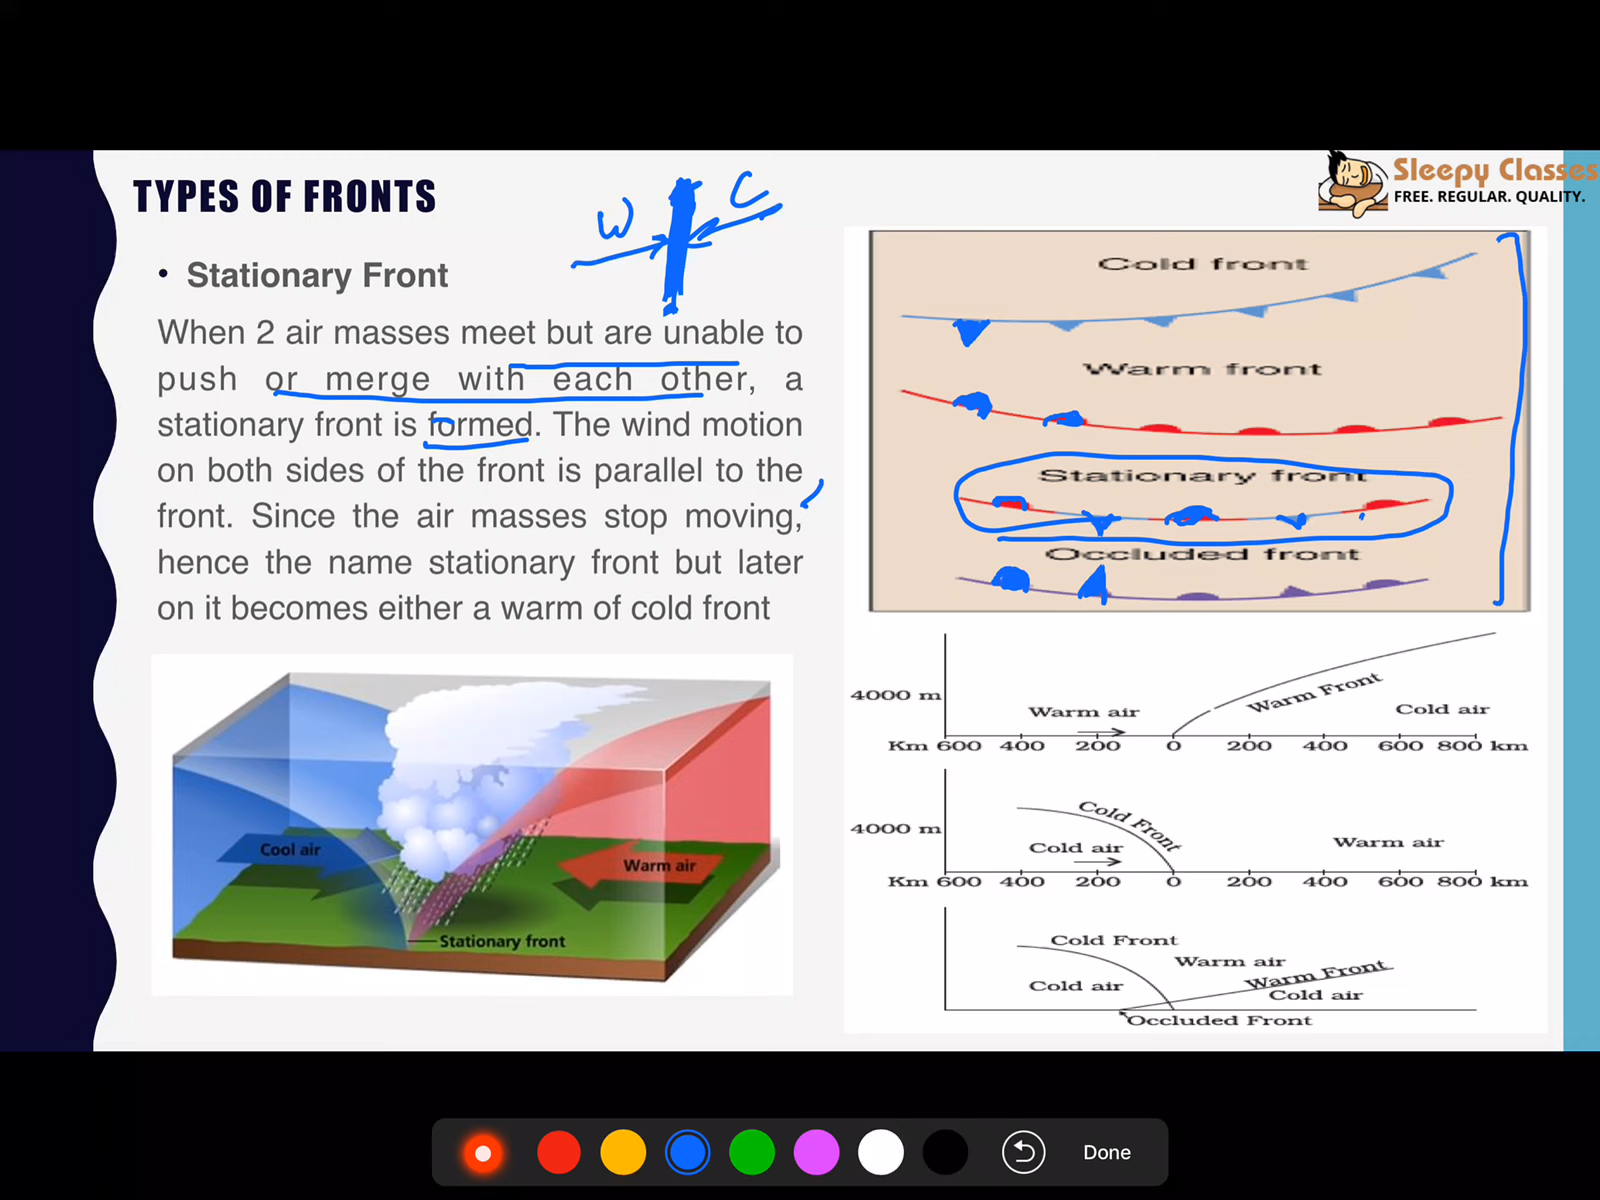 TYPES OF FRONTS
W
C
Sleepy Classes
FREE. REGULAR. QUALITY.
• Stationary Front
When 2 air masses meet but are unable to
push or merge with each other, a
stationary front is formed. The wind motion
on both sides of the front is parallel to the
front. Since the air masses stop moving,
hence the name stationary front but later
on it becomes either a warm of cold front
Cool air
Warm air
Stationary front
Cold front
Warm front
Stationary front
Occluded front
4000 m
Warm air
Warm Front
Cold air
Km 600 400 200 0 200 400 600 800 km
4000 m
Cold Front
Cold air
Warm air
Km 600 400 200 0 200 400 600 800 km
Cold Front
Warm air
Warm Front
Cold air
Cold air
Occluded Front
Done